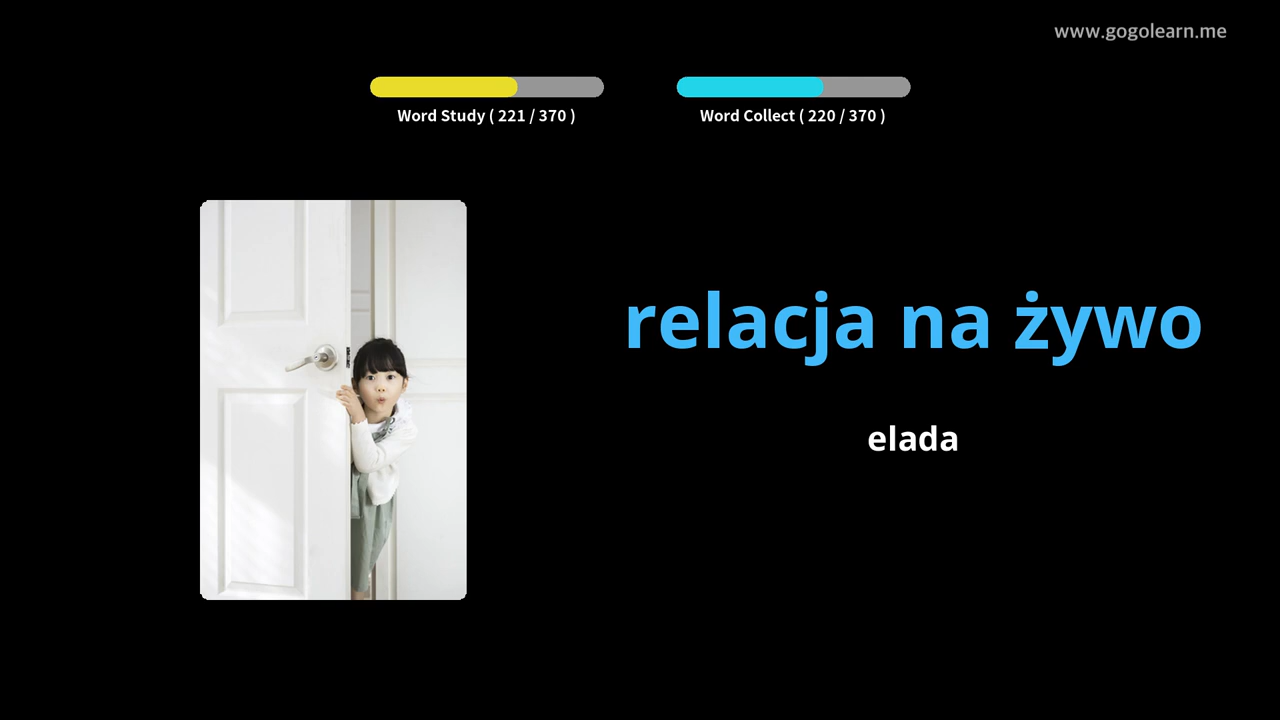 www.gogolearn.me
Word Study ( 221 / 370 )
Word Collect ( 220 / 370 )
relacja na żywo
elada